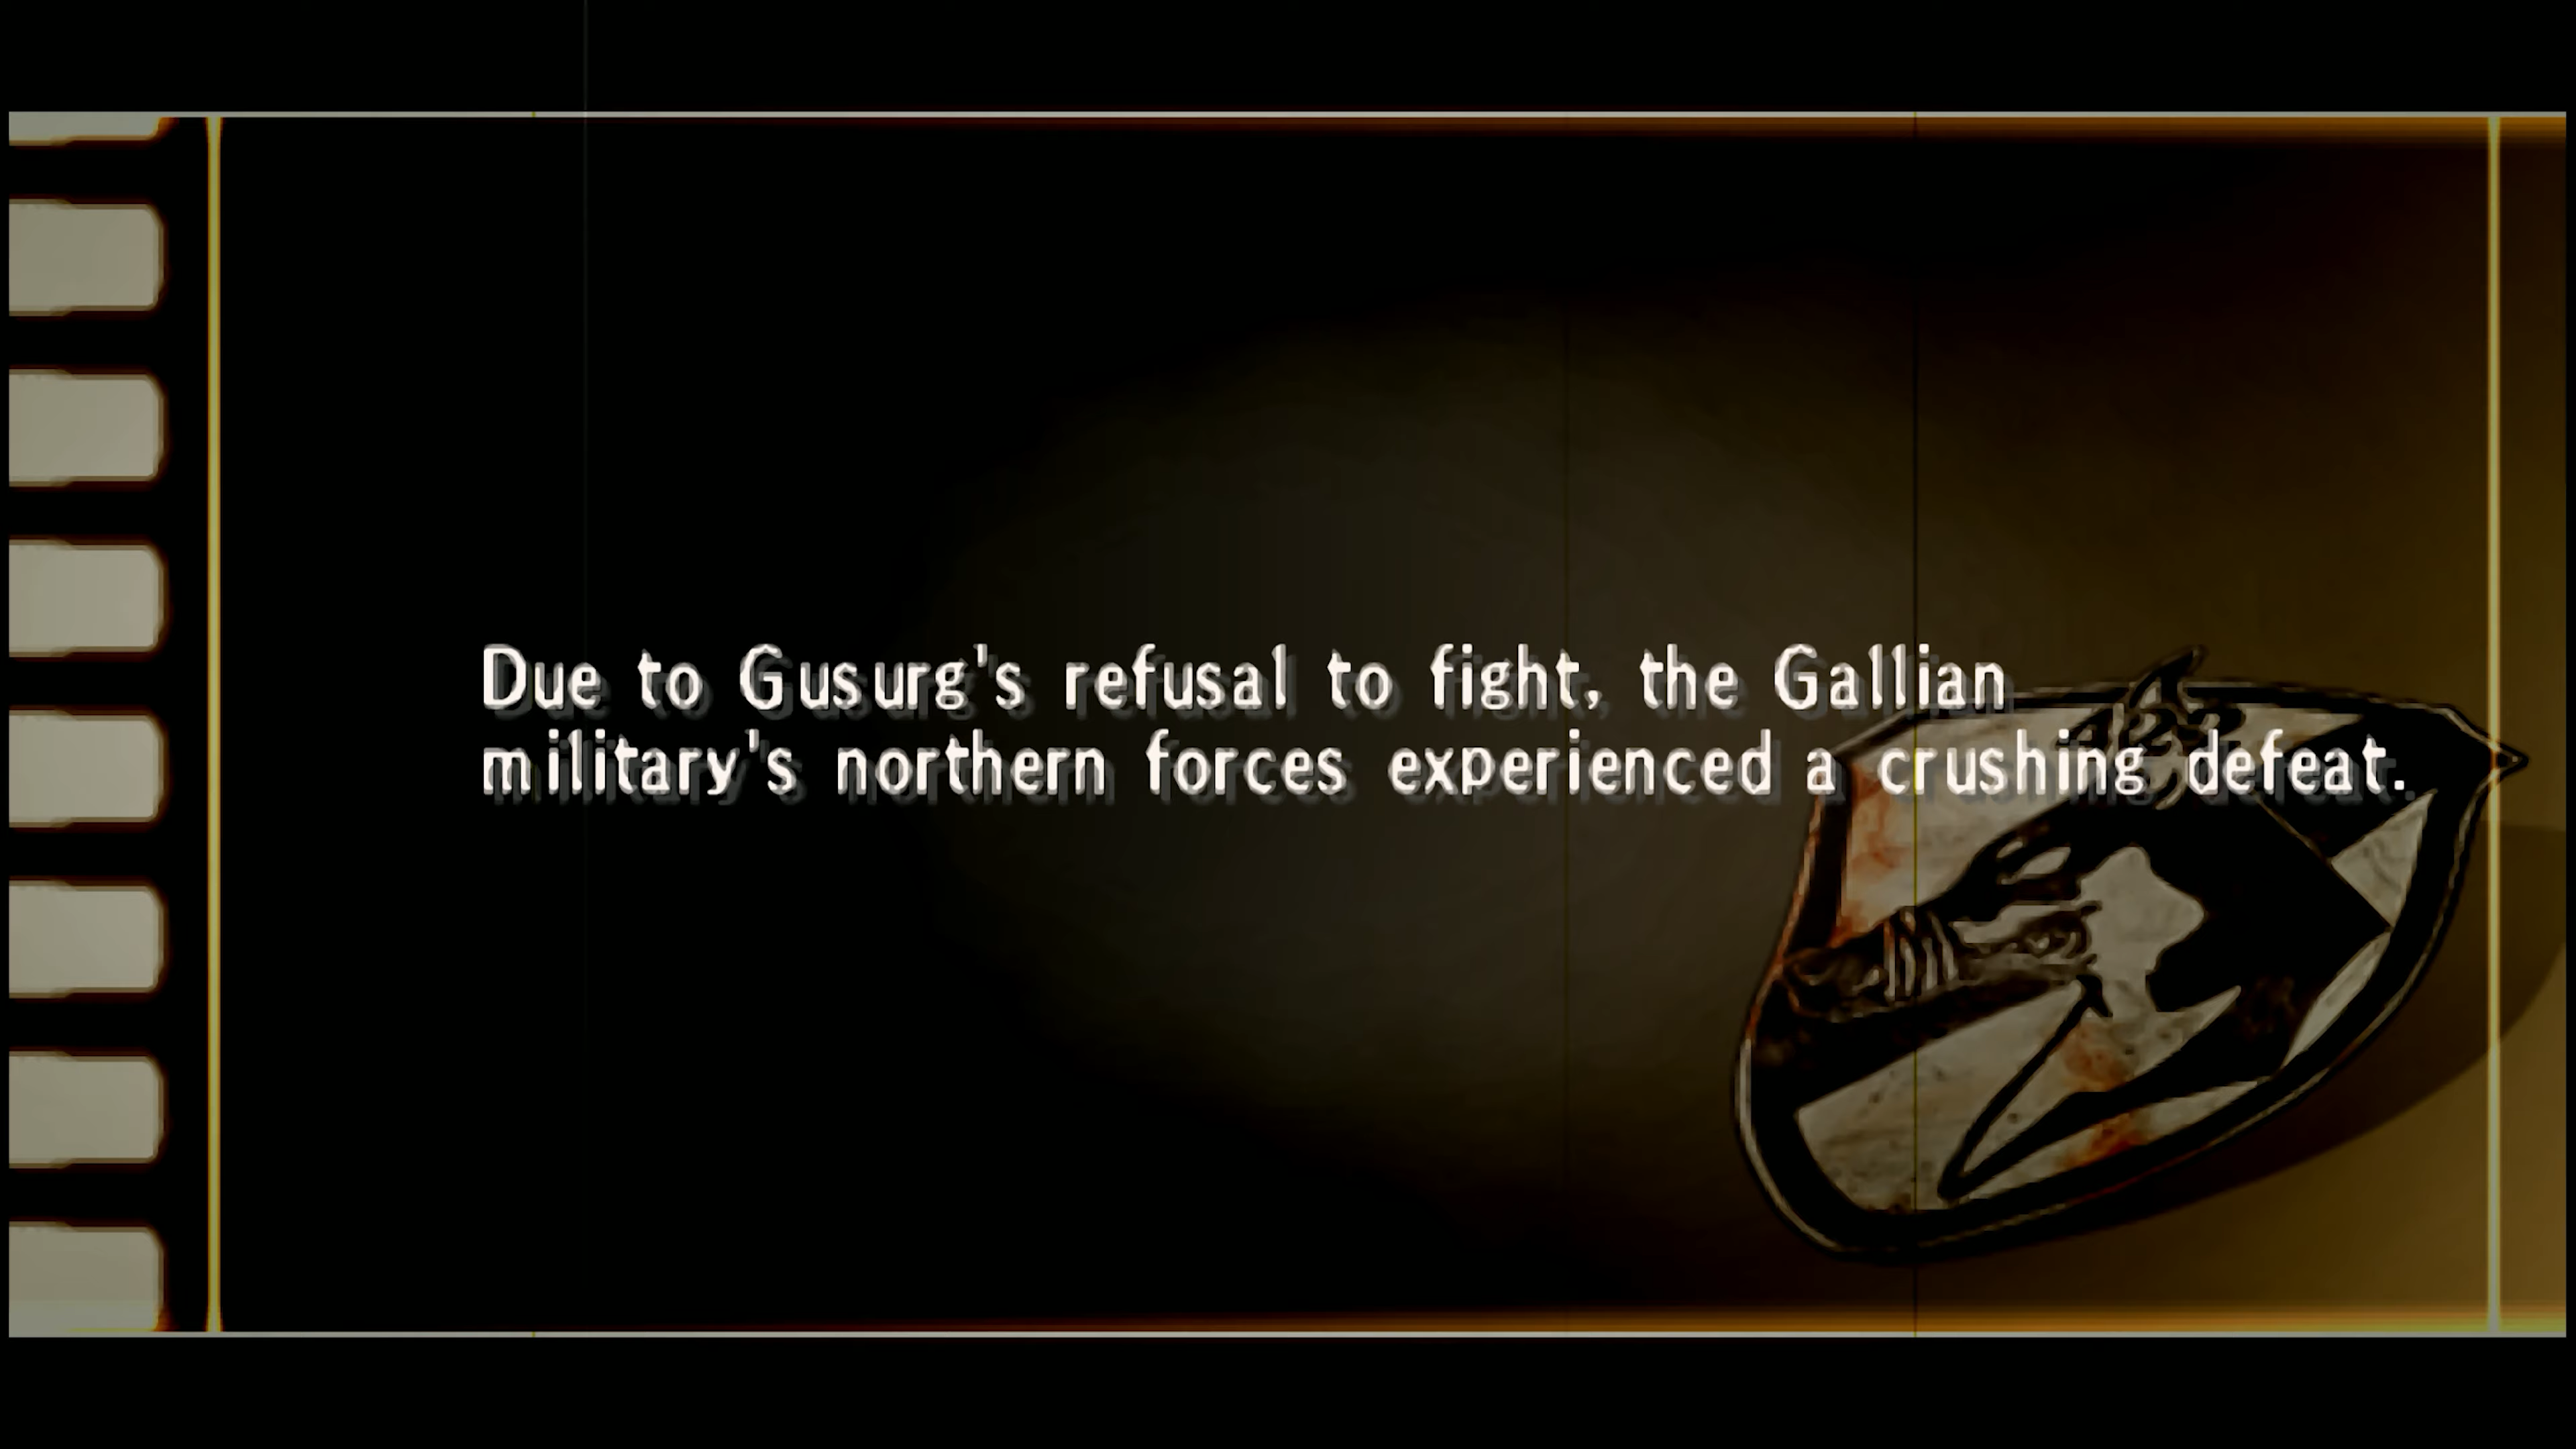 Due to Gusurg's refusal to fight, the Gallian
military's northern forces experienced a crushing defeat.